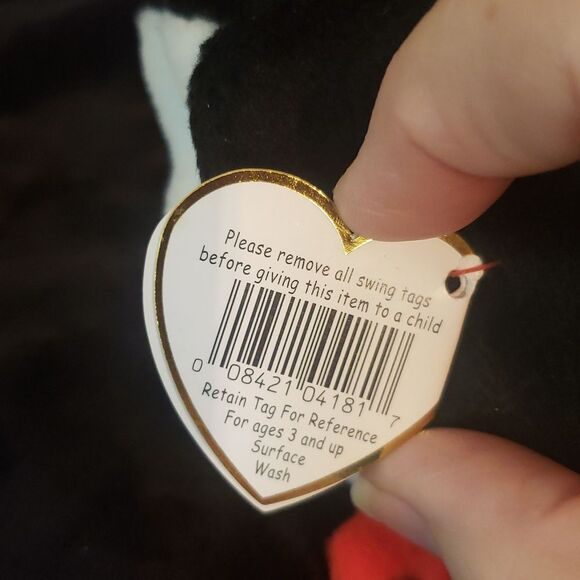 Please remove all swing tags
before giving this item to a child
0 08421 04181 7
Retain Tag For Reference
For ages 3 and up
Surface
Wash